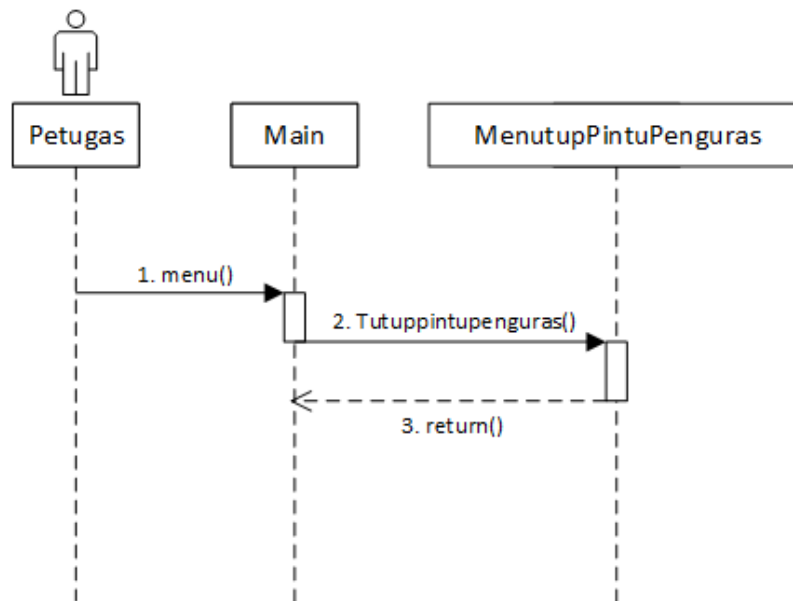 Petugas
Main
MenutupPintuPenguras
1. menu()
2. Tutuppintupenguras()
3. return()